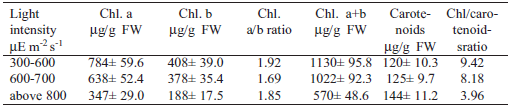 Light Chl. a Chl. b Chl. Chl. a+b Carote- Chl/caro-
intensity µg/g FW µg/g FW a/b ratio µg/g FW noids tenoid-
µE m-2 s-1 µg/g FW sratio
300-600 784± 59.6 408± 39.0 1.92 1130± 95.8 120± 10.3 9.42
600-700 638± 52.4 378± 35.4 1.69 1022± 92.3 125± 9.7 8.18
above 800 347± 29.0 188± 17.5 1.85 570± 48.6 144± 11.2 3.96